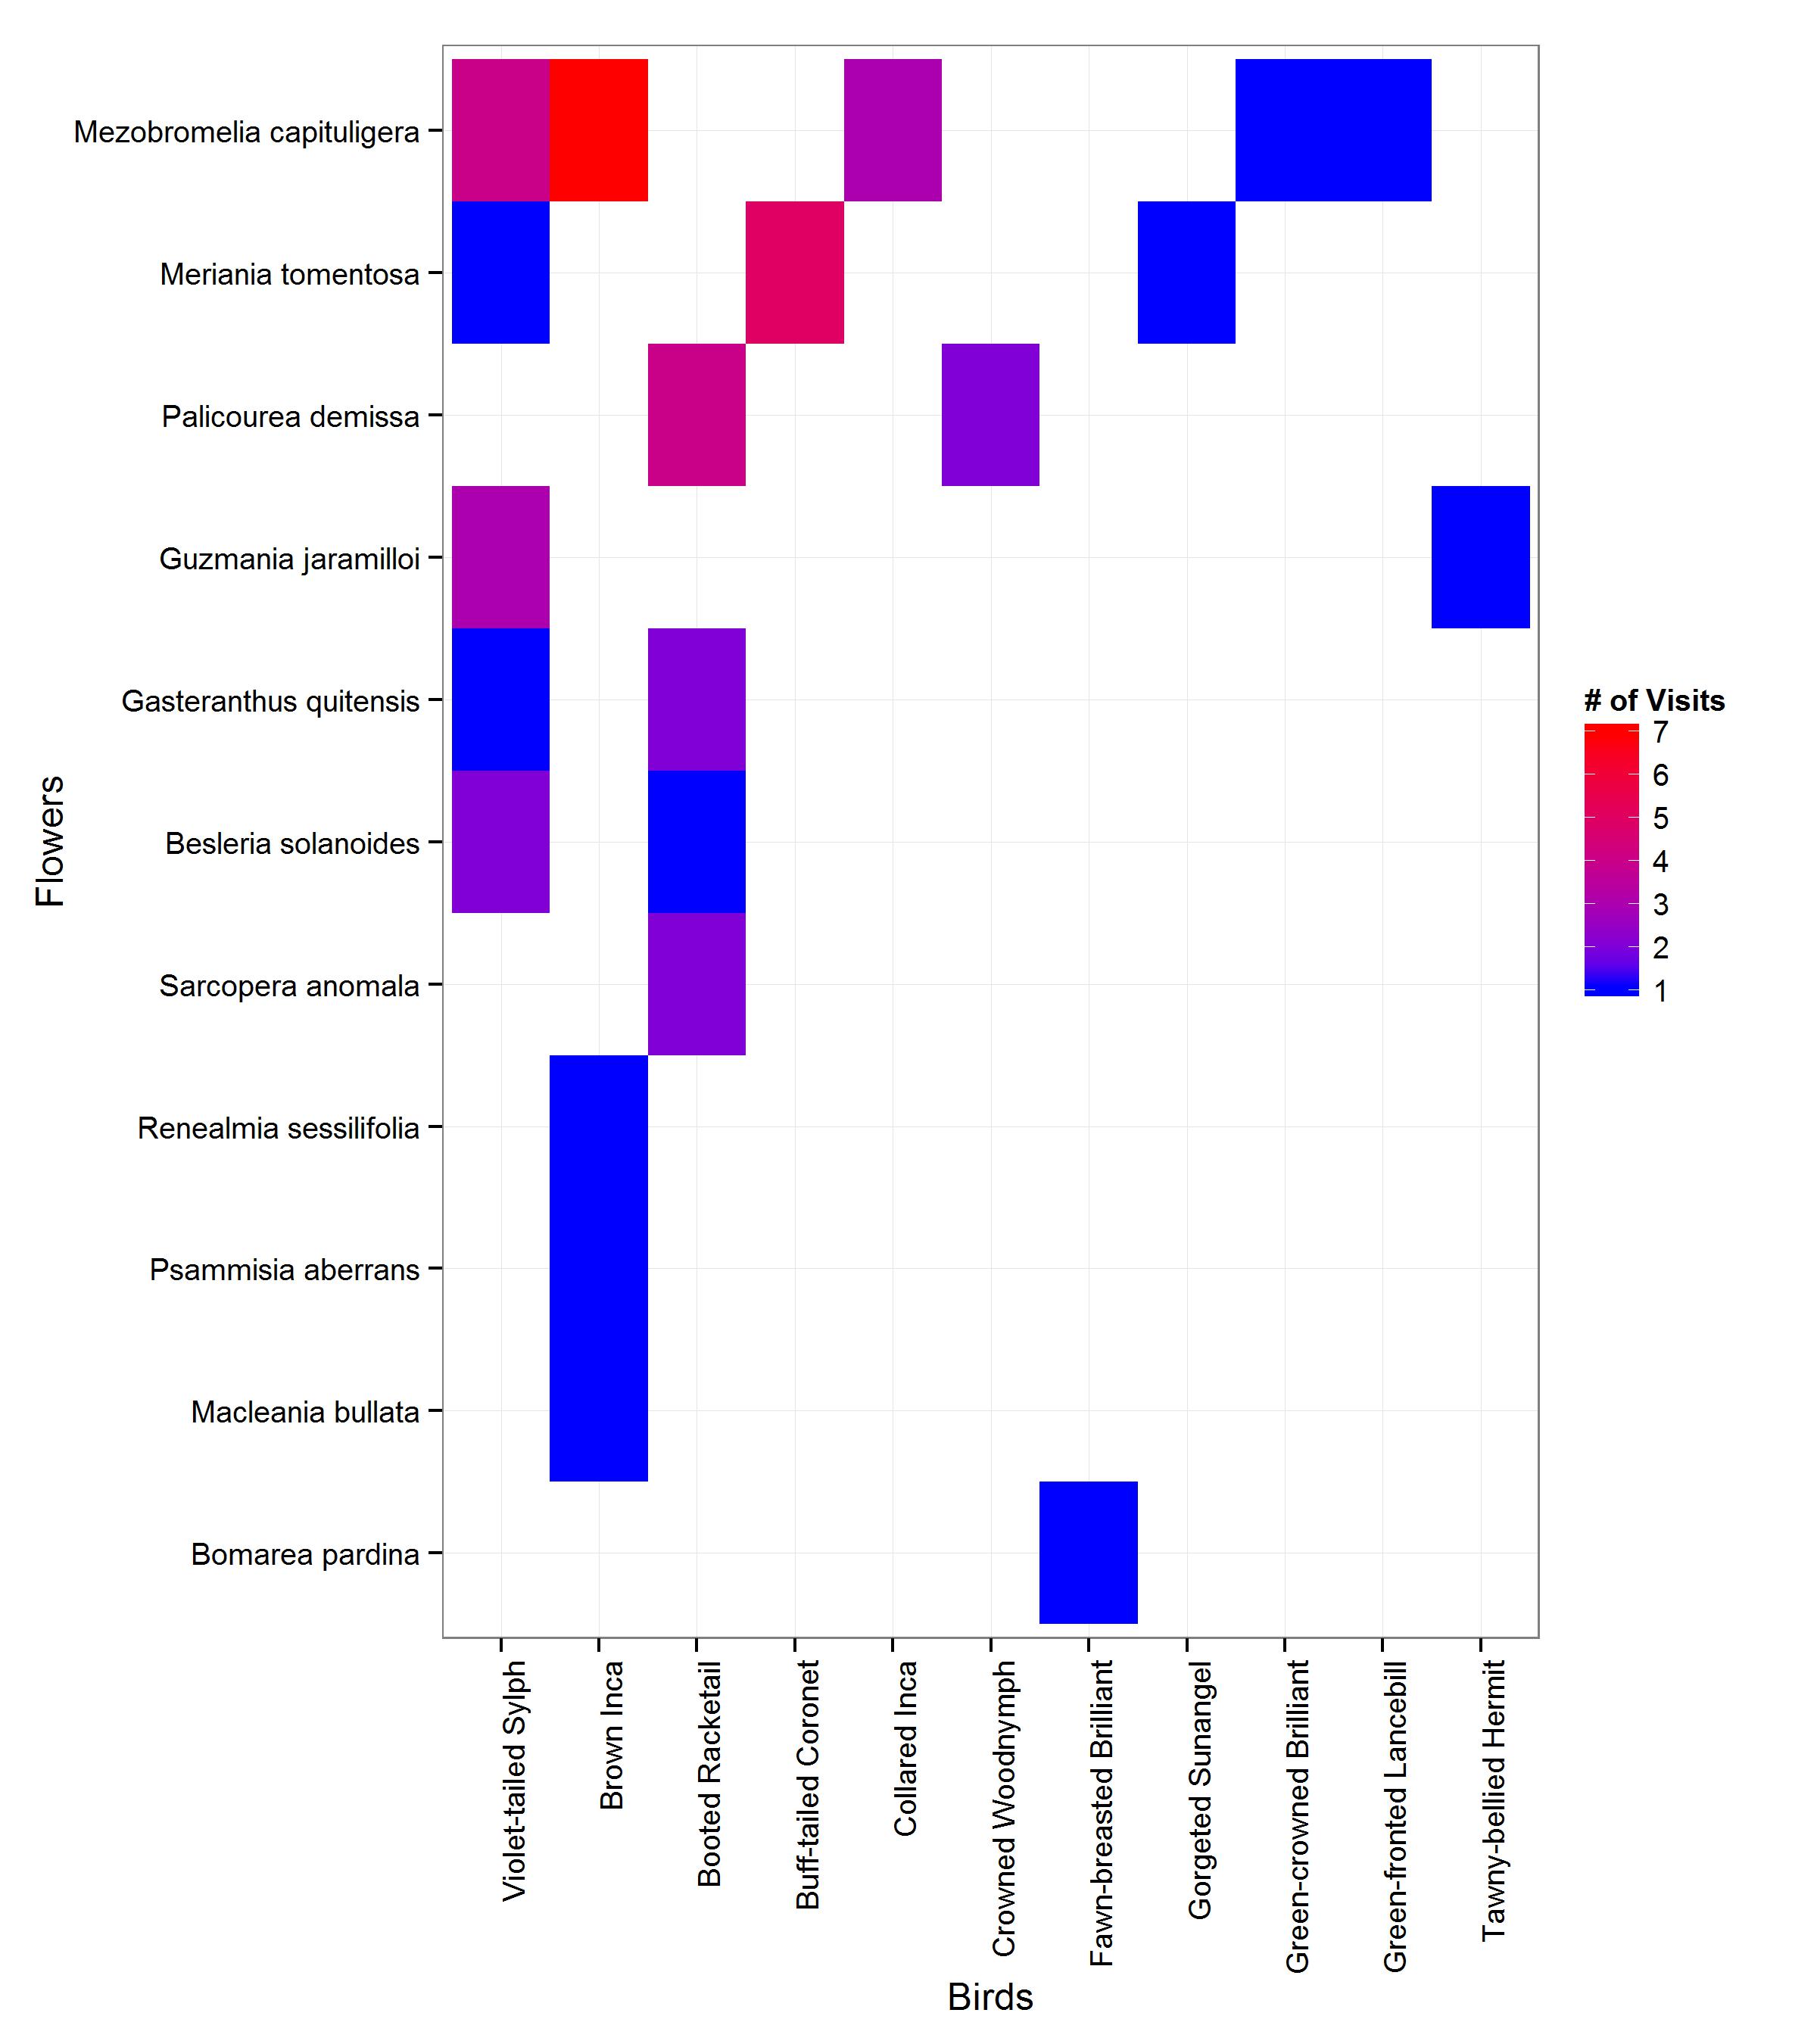 Mezobromelia capituligera
Meriania tomentosa
Palicourea demissa
Guzmania jaramilloi
Gasteranthus quitensis
Besleria solanoides
Sarcopera anomala
Renealmia sessilifolia
Psammisia aberrans
Macleania bullata
Bomarea pardina
Flowers
Violet-tailed Sylph
Brown Inca
Booted Racketail
Buff-tailed Coronet
Collared Inca
Crowned Woodnymph
Fawn-breasted Brilliant
Gorgeted Sunangel
Green-crowned Brilliant
Green-fronted Lancebill
Tawny-bellied Hermit
Birds
# of Visits
7
6
5
4
3
2
1